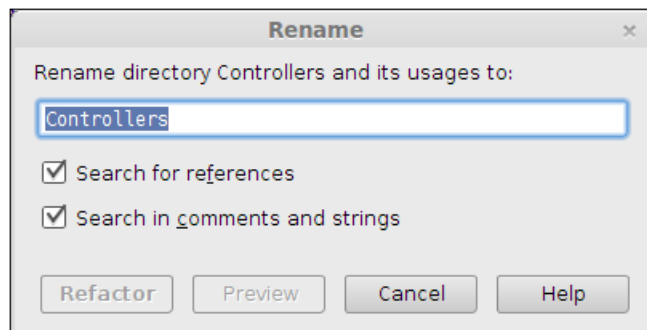 Rename
Rename directory Controllers and its usages to:
Controllers
Search for references
Search in comments and strings
Refactor Preview Cancel Help